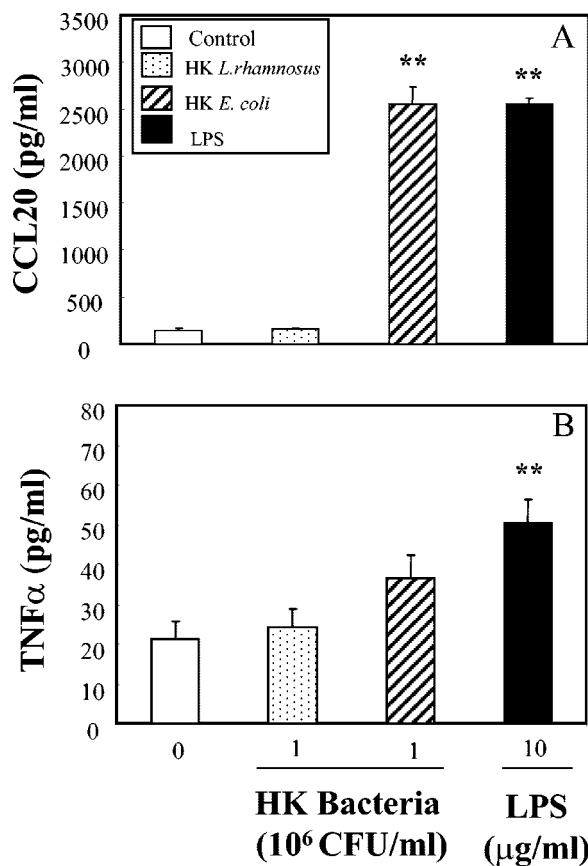 3500
3000
2500
2000
1500
1000
500
0
CCL20 (pg/ml)
Control
HK L.rhamnosus
HK E. coli
LPS
A
**
**
80
70
60
50
40
30
20
10
0
TNFα (pg/ml)
B
**
0 1 1 10
HK Bacteria LPS
(10⁶ CFU/ml) (μg/ml)